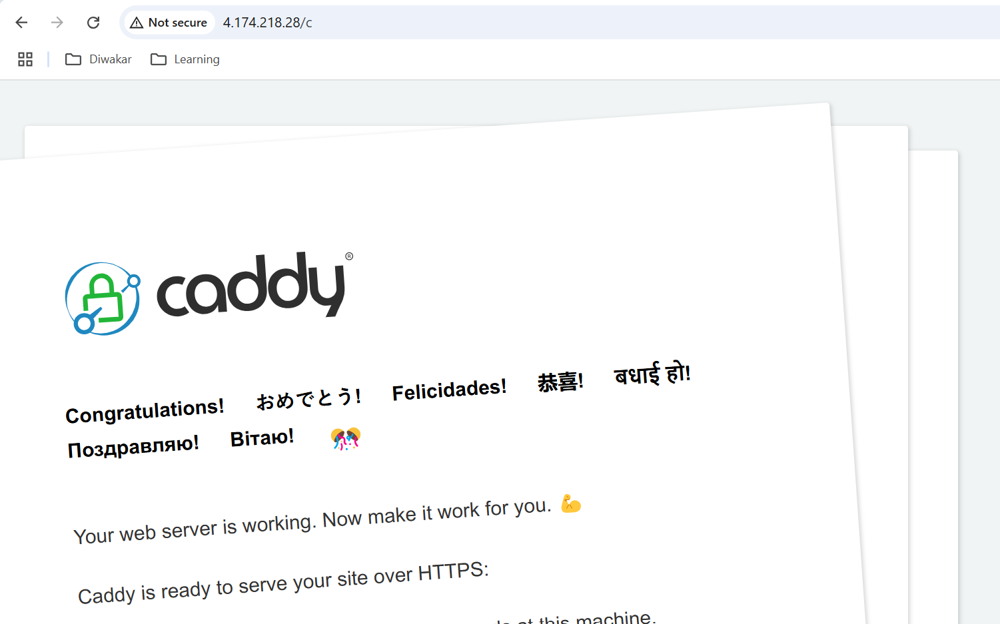 Not secure 4.174.218.28/c
Diwakar Learning
caddy®
Congratulations! おめでとう! Felicidades! 恭喜! बधाई हो!
Поздравляю! Вітаю! 🎊
Your web server is working. Now make it work for you. 💪
Caddy is ready to serve your site over HTTPS:
at this machine.